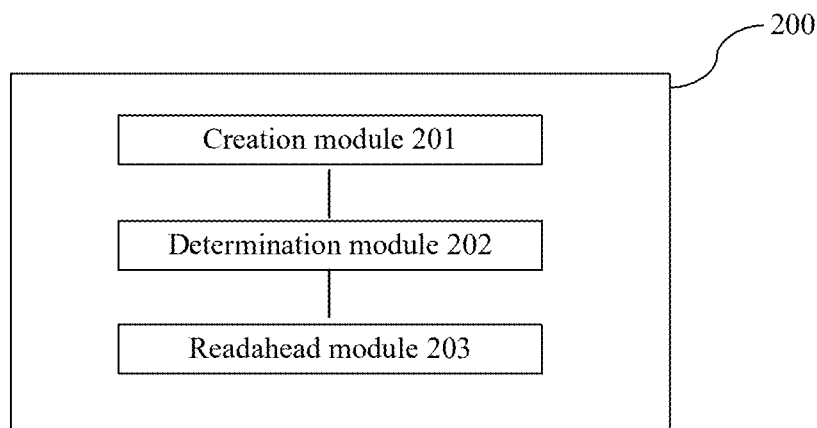 200
Creation module 201
Determination module 202
Readahead module 203